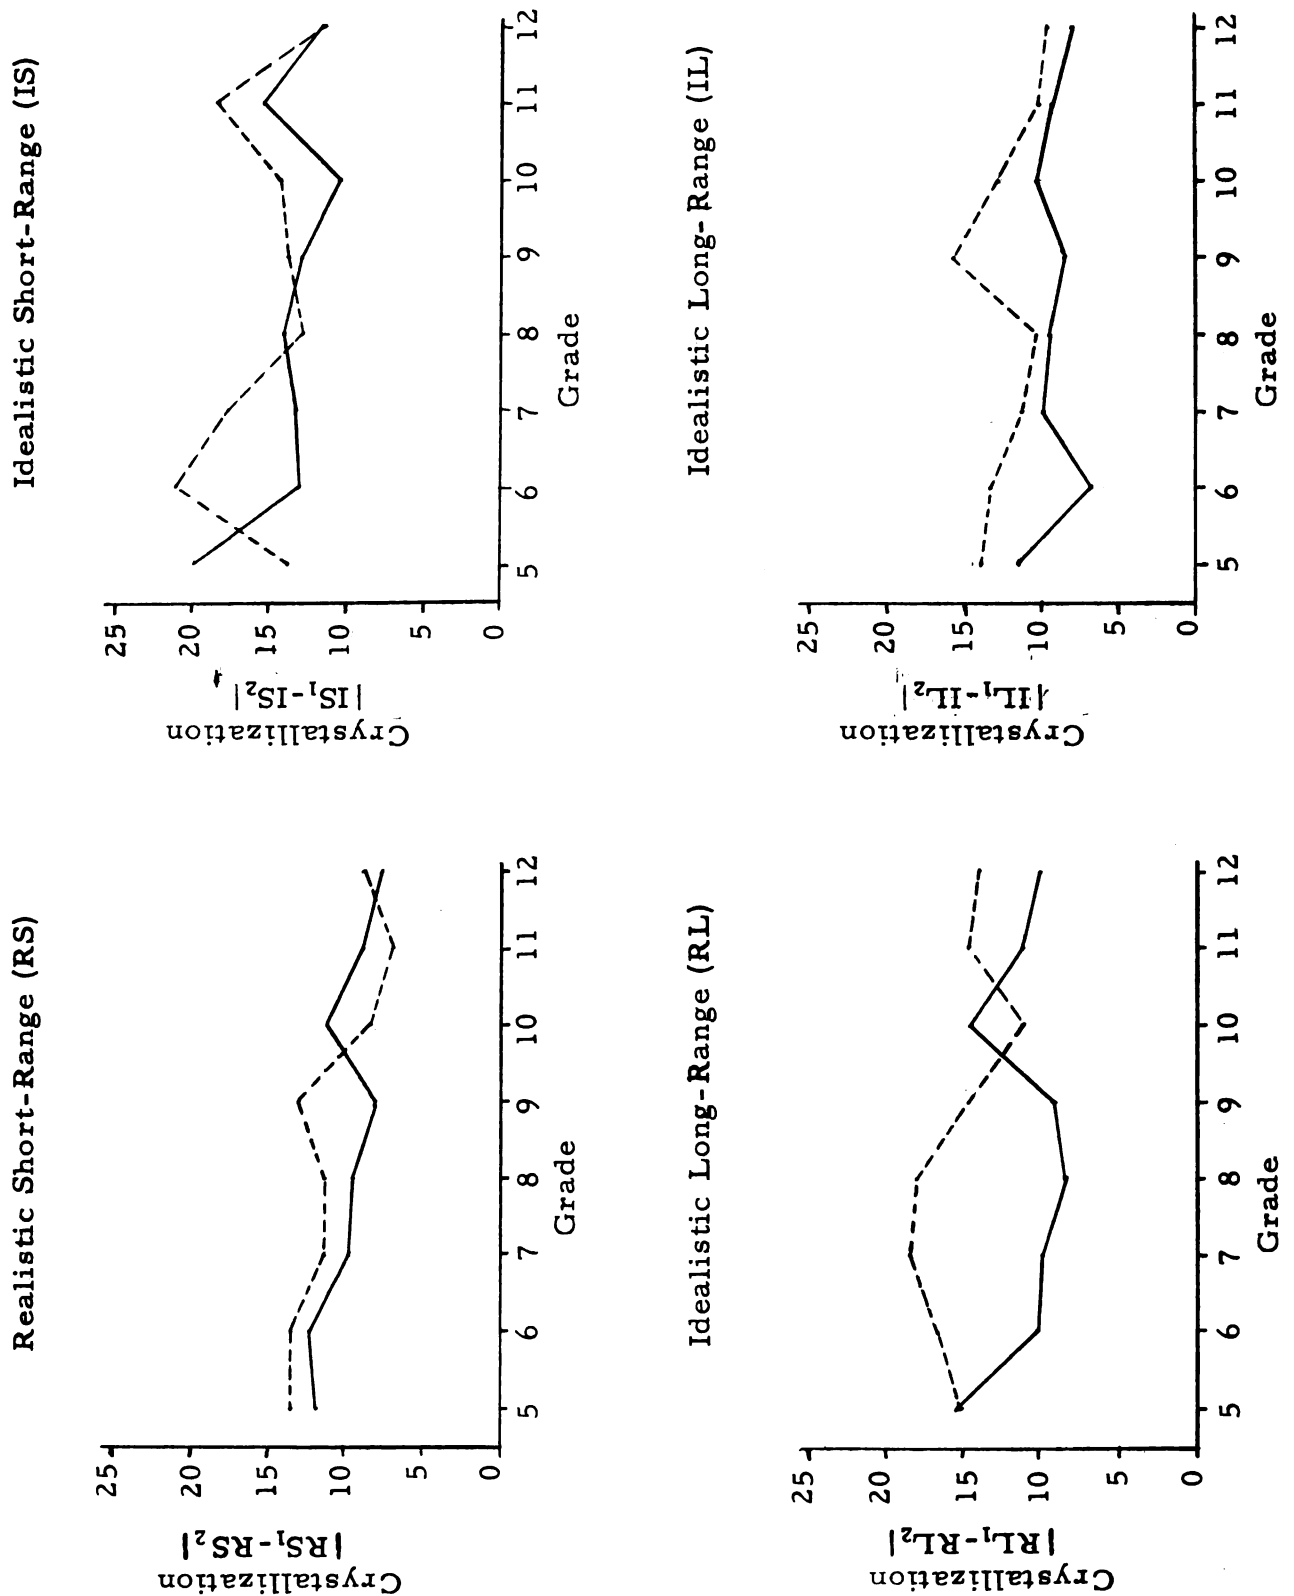 Realistic Short-Range (RS)
Crystallization
|RS₁-RS₂|
25
20
15
10
5
0
5 6 7 8 9 10 11 12
Grade
Idealistic Short-Range (IS)
Crystallization
|IS₁-IS₂|
25
20
15
10
5
0
5 6 7 8 9 10 11 12
Grade
Idealistic Long-Range (RL)
Crystallization
|RL₁-RL₂|
25
20
15
10
5
0
5 6 7 8 9 10 11 12
Grade
Idealistic Long-Range (IL)
Crystallization
|IL₁-IL₂|
25
20
15
10
5
0
5 6 7 8 9 10 11 12
Grade